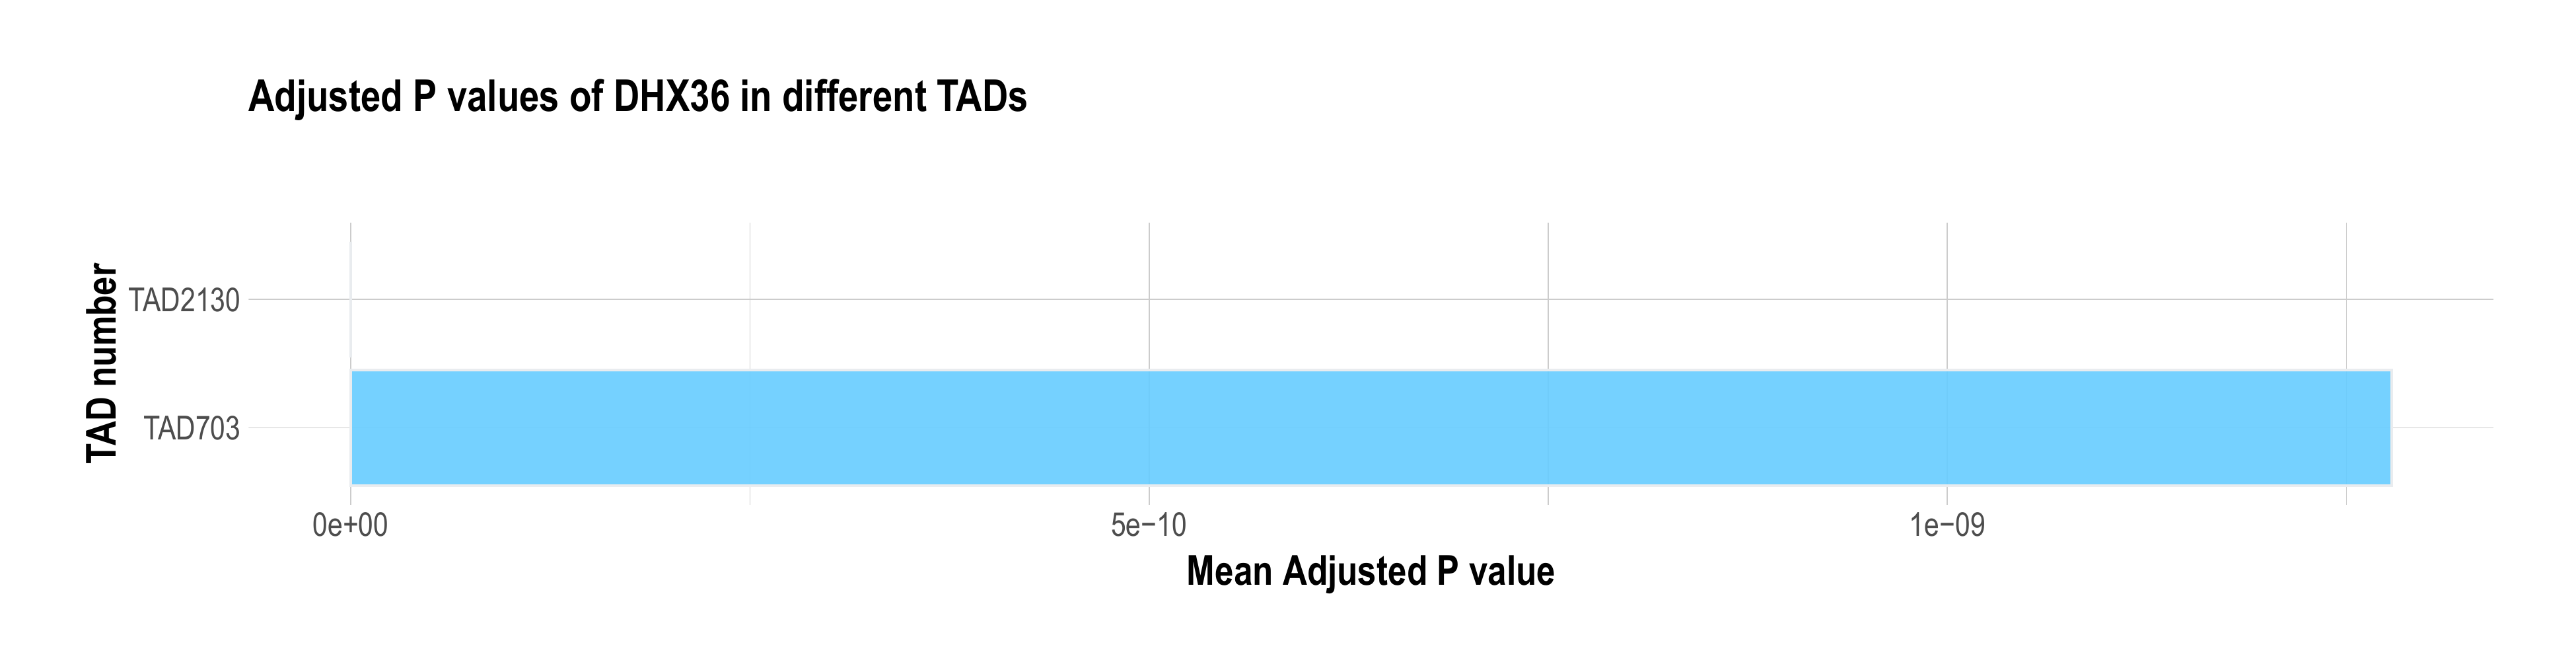 Adjusted P values of DHX36 in different TADs
TAD number
TAD2130
TAD703
0e+00
5e−10
1e−09
Mean Adjusted P value